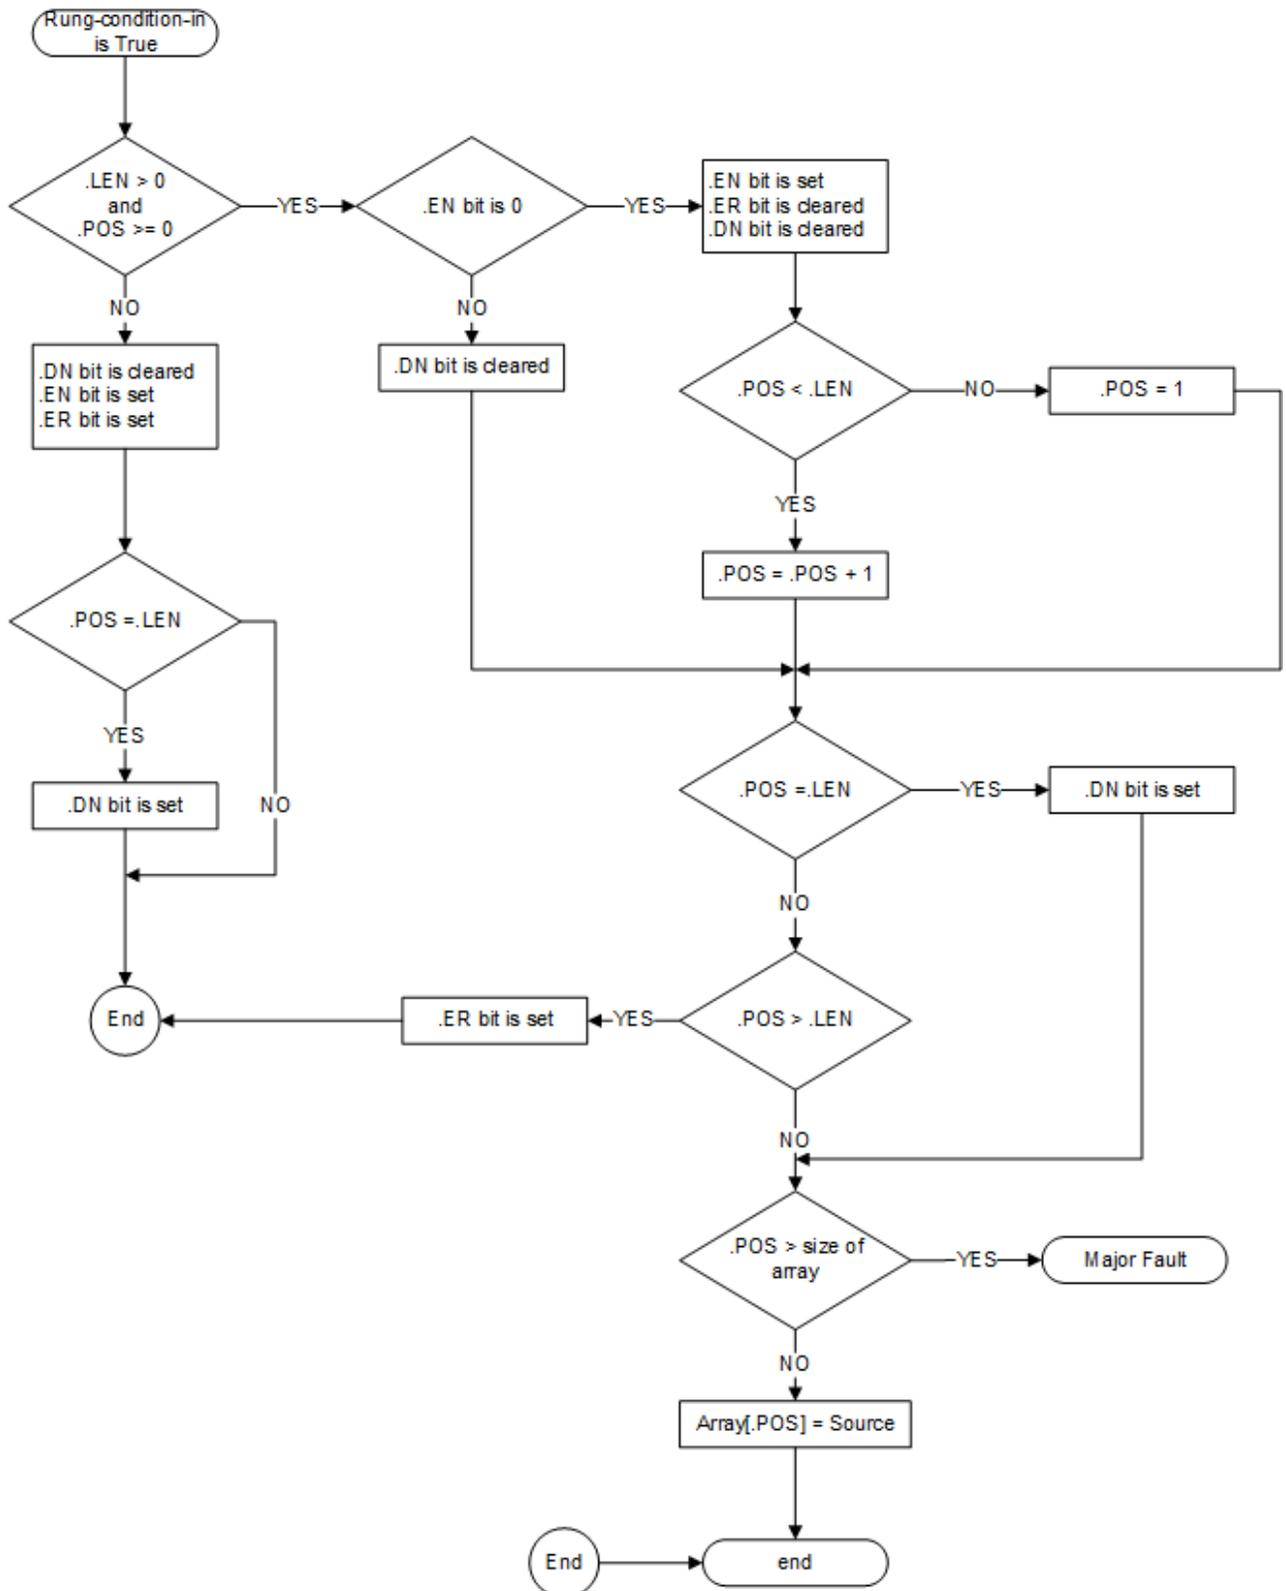 Rung-condition-in
is True
.LEN > 0
and
.POS >= 0
YES
.EN bit is 0
YES
.EN bit is set
.ER bit is cleared
.DN bit is cleared
NO
NO
.DN bit is cleared
.EN bit is set
.ER bit is set
.DN bit is cleared
.POS < .LEN
NO
.POS = 1
YES
.POS = .POS + 1
.POS =.LEN
YES
NO
.DN bit is set
.POS =.LEN
YES
.DN bit is set
NO
.POS > .LEN
YES
.ER bit is set
End
NO
.POS > size of
array
YES
Major Fault
NO
Array[.POS] = Source
End
end